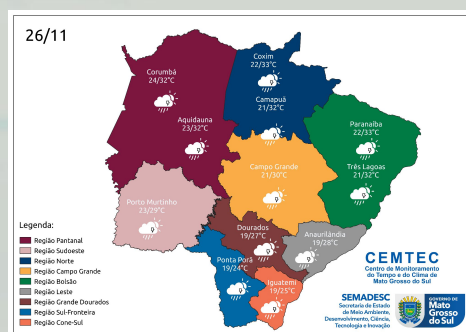 26/11
Coxim
22/33°C
Corumbá
24/32°C
Camapuã
21/32°C
Aquidauna
23/32°C
Paranaíba
22/33°C
Três Lagoas
21/32°C
Campo Grande
21/30°C
Porto Murtinho
23/29°C
Dourados
19/27°C
Anaurilândia
19/28°C
Ponta Porã
19/24°C
Iguatemi
19/25°C
Legenda:
Região Pantanal
Região Sudoeste
Região Norte
Região Campo Grande
Região Bolsão
Região Leste
Região Grande Dourados
Região Sul-Fronteira
Região Cone-Sul
CEMTEC
Centro de Monitoramento
do Tempo e do Clima de
Mato Grosso do Sul
SEMADESC
Secretaria de Estado
de Meio Ambiente,
Desenvolvimento, Ciência,
Tecnologia e Inovação
GOVERNO DE
Mato
Grosso
do Sul